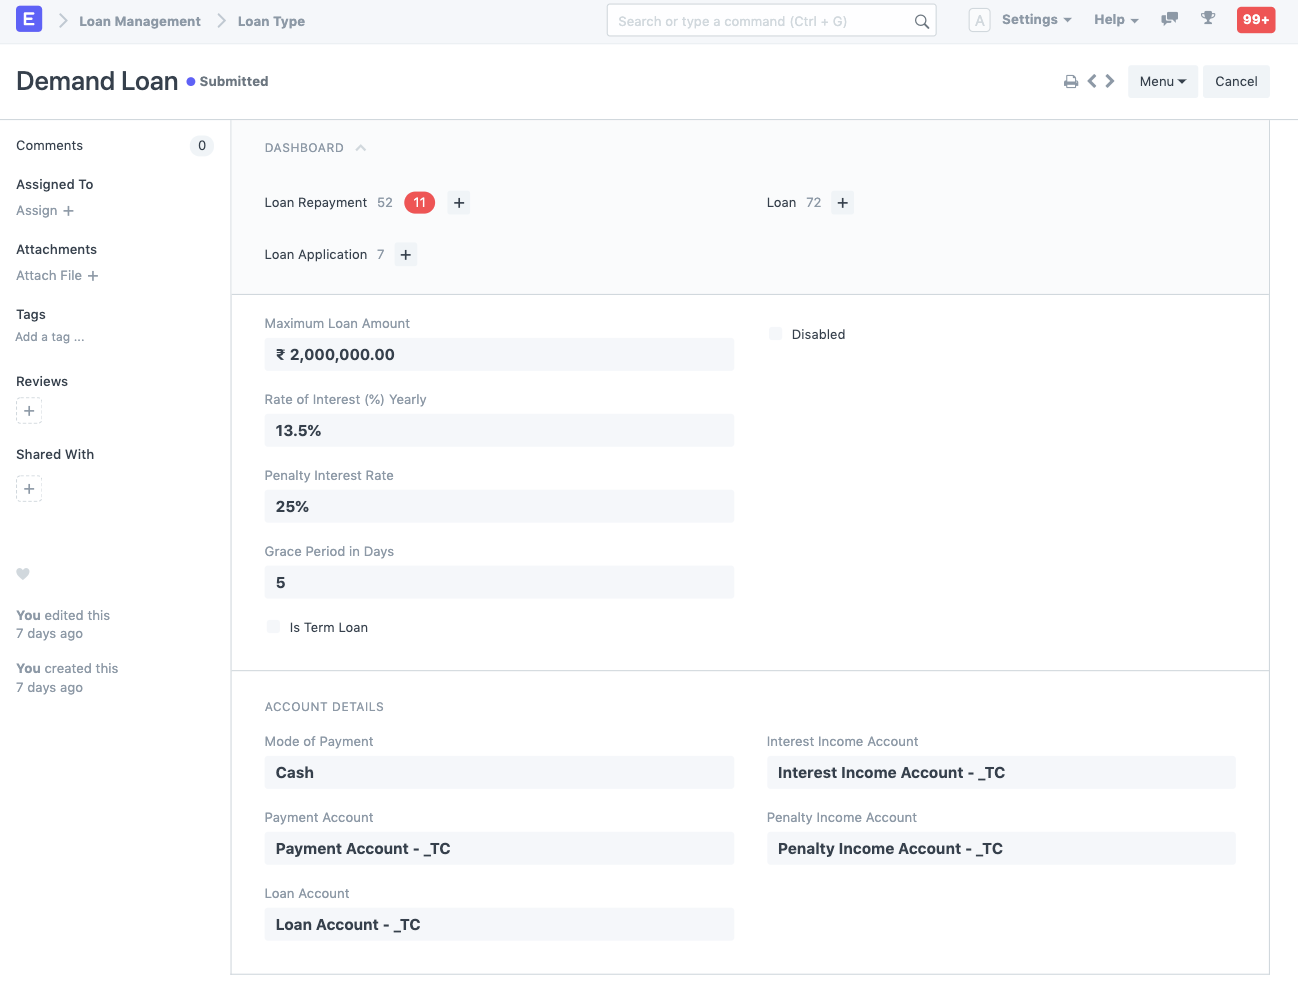 E Loan Management Loan Type Search or type a command (Ctrl + G) A Settings Help 99+
Demand Loan Submitted Menu Cancel
Comments 0
Assigned To
Assign +
Attachments
Attach File +
Tags
Add a tag ...
Reviews
+
Shared With
+
You edited this
7 days ago
You created this
7 days ago
DASHBOARD
Loan Repayment 52 11 +
Loan 72 +
Loan Application 7 +
Maximum Loan Amount
₹ 2,000,000.00
Disabled
Rate of Interest (%) Yearly
13.5%
Penalty Interest Rate
25%
Grace Period in Days
5
Is Term Loan
ACCOUNT DETAILS
Mode of Payment
Cash
Payment Account
Payment Account - _TC
Loan Account
Loan Account - _TC
Interest Income Account
Interest Income Account - _TC
Penalty Income Account
Penalty Income Account - _TC